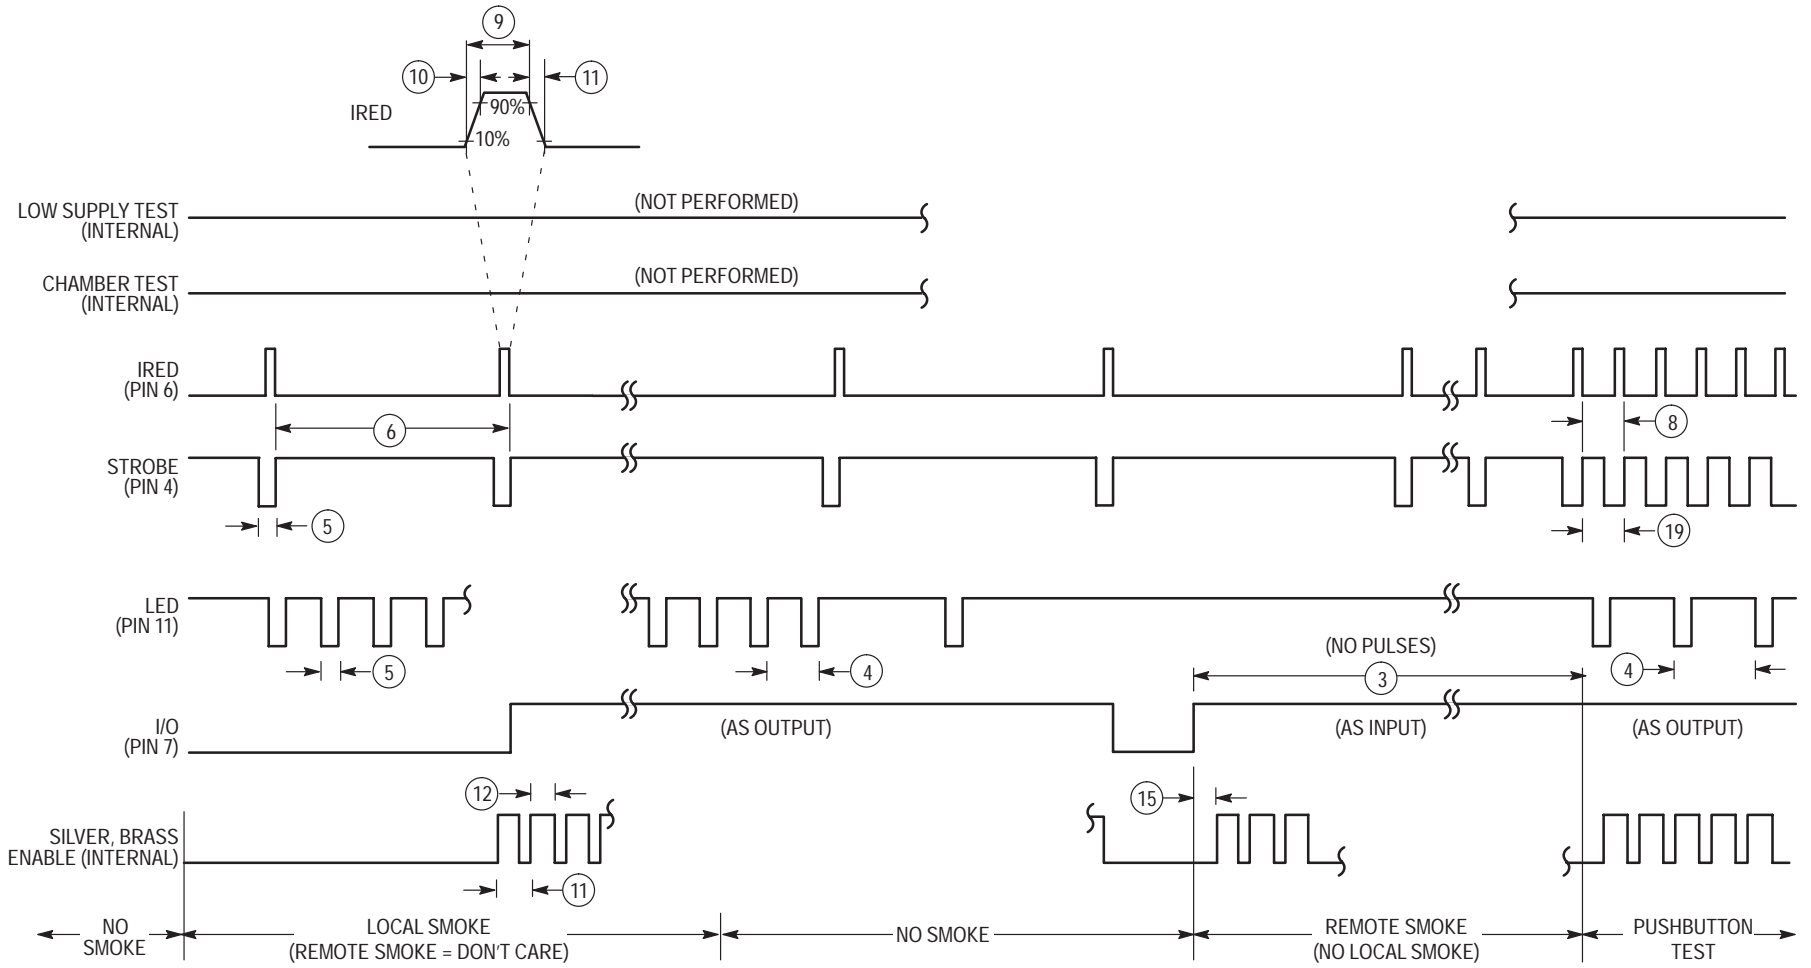 9
10
11
IRED
90%
10%
LOW SUPPLY TEST
(INTERNAL)
(NOT PERFORMED)
CHAMBER TEST
(INTERNAL)
(NOT PERFORMED)
IRED
(PIN 6)
6
8
STROBE
(PIN 4)
5
19
LED
(PIN 11)
5
4
(NO PULSES)
3
4
I/O
(PIN 7)
(AS OUTPUT)
(AS INPUT)
(AS OUTPUT)
12
15
SILVER, BRASS
ENABLE (INTERNAL)
11
NO
SMOKE
LOCAL SMOKE
(REMOTE SMOKE = DON'T CARE)
NO SMOKE
REMOTE SMOKE
(NO LOCAL SMOKE)
PUSHBUTTON
TEST